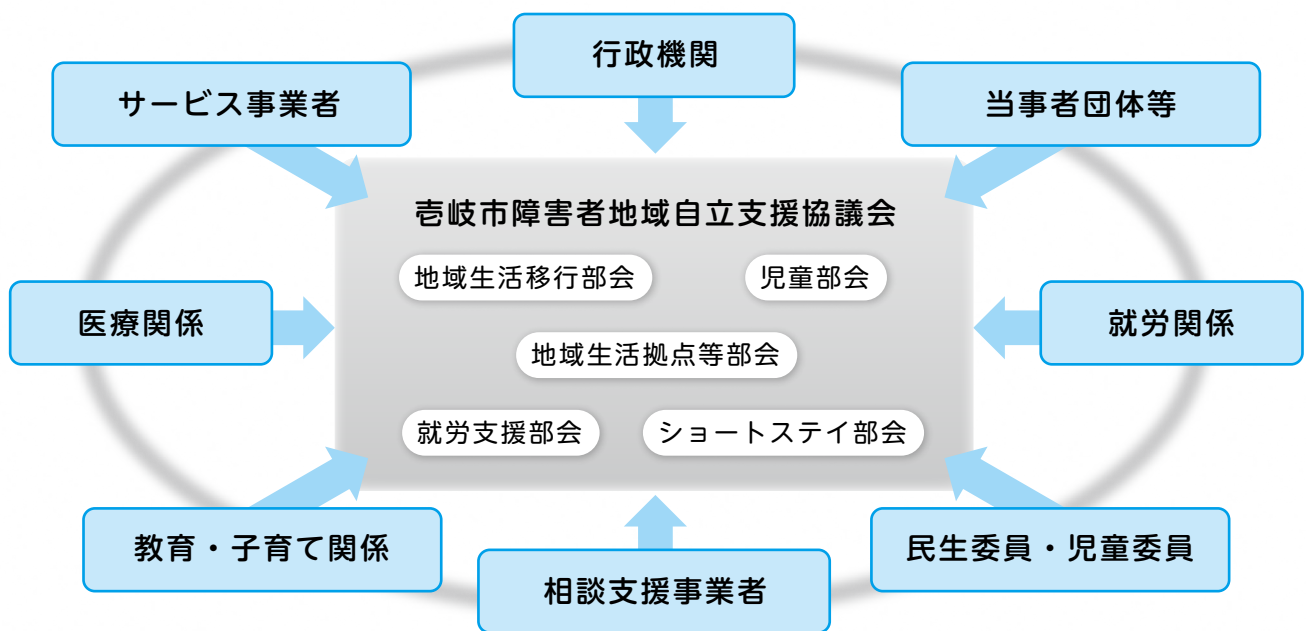 行政機関
サービス事業者
当事者団体等
壱岐市障害者地域自立支援協議会
地域生活移行部会
児童部会
医療関係
就労関係
地域生活拠点等部会
就労支援部会
ショートステイ部会
教育・子育て関係
民生委員・児童委員
相談支援事業者